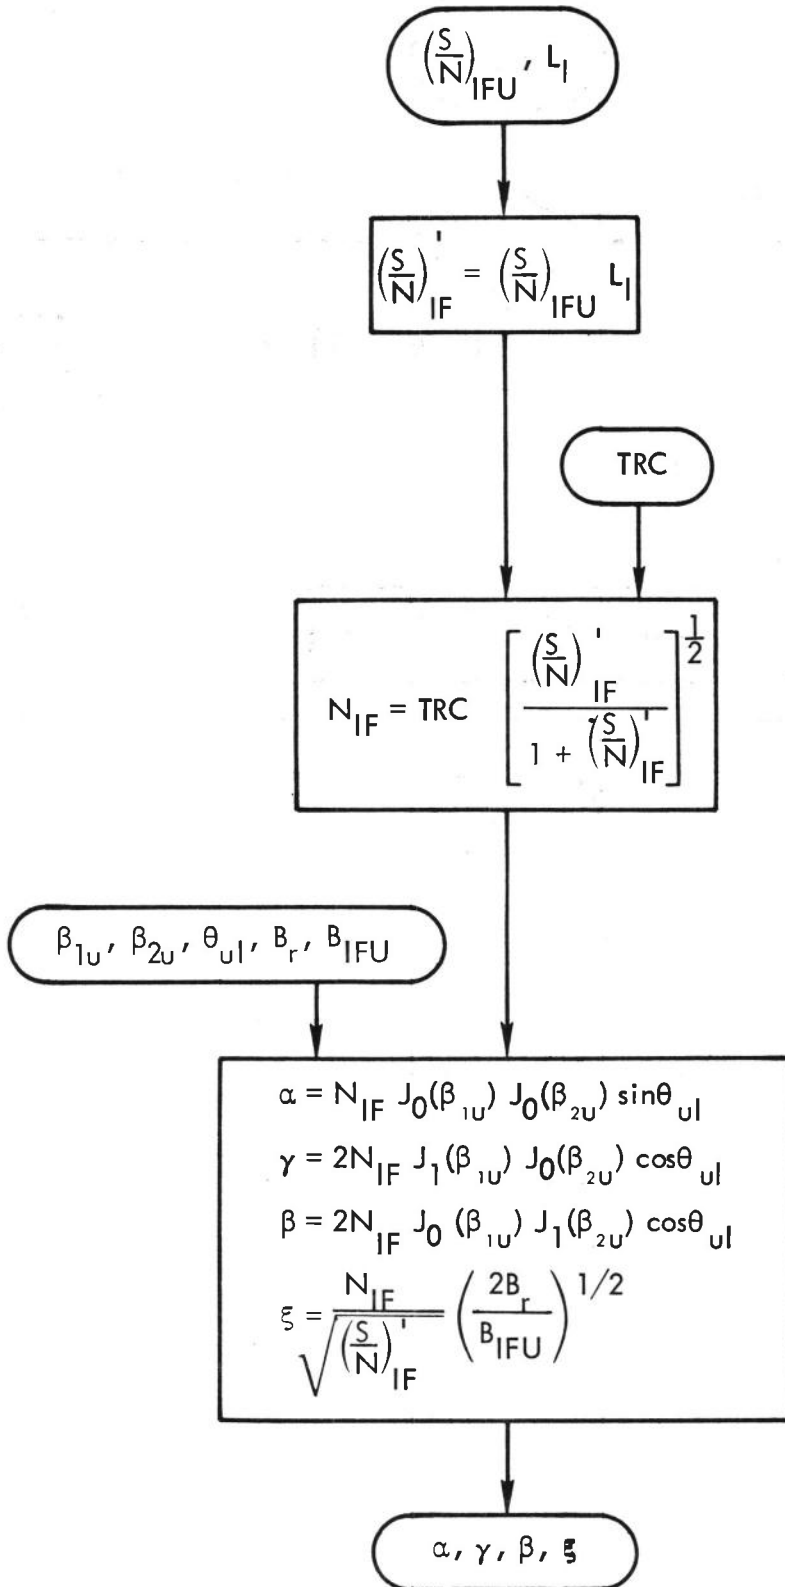 (S/N)_IFU, L_l
(S/N)'_IF = (S/N)_IFU L_l
TRC
N_IF = TRC [ (S/N)'_IF / (1 + (S/N)'_IF) ]^(1/2)
β_1u, β_2u, θ_ul, B_r, B_IFU
α = N_IF J_0(β_1u) J_0(β_2u) sinθ_ul
γ = 2N_IF J_1(β_1u) J_0(β_2u) cosθ_ul
β = 2N_IF J_0(β_1u) J_1(β_2u) cosθ_ul
ξ = N_IF / √((S/N)'_IF) (2B_r / B_IFU)^1/2
α, γ, β, ξ